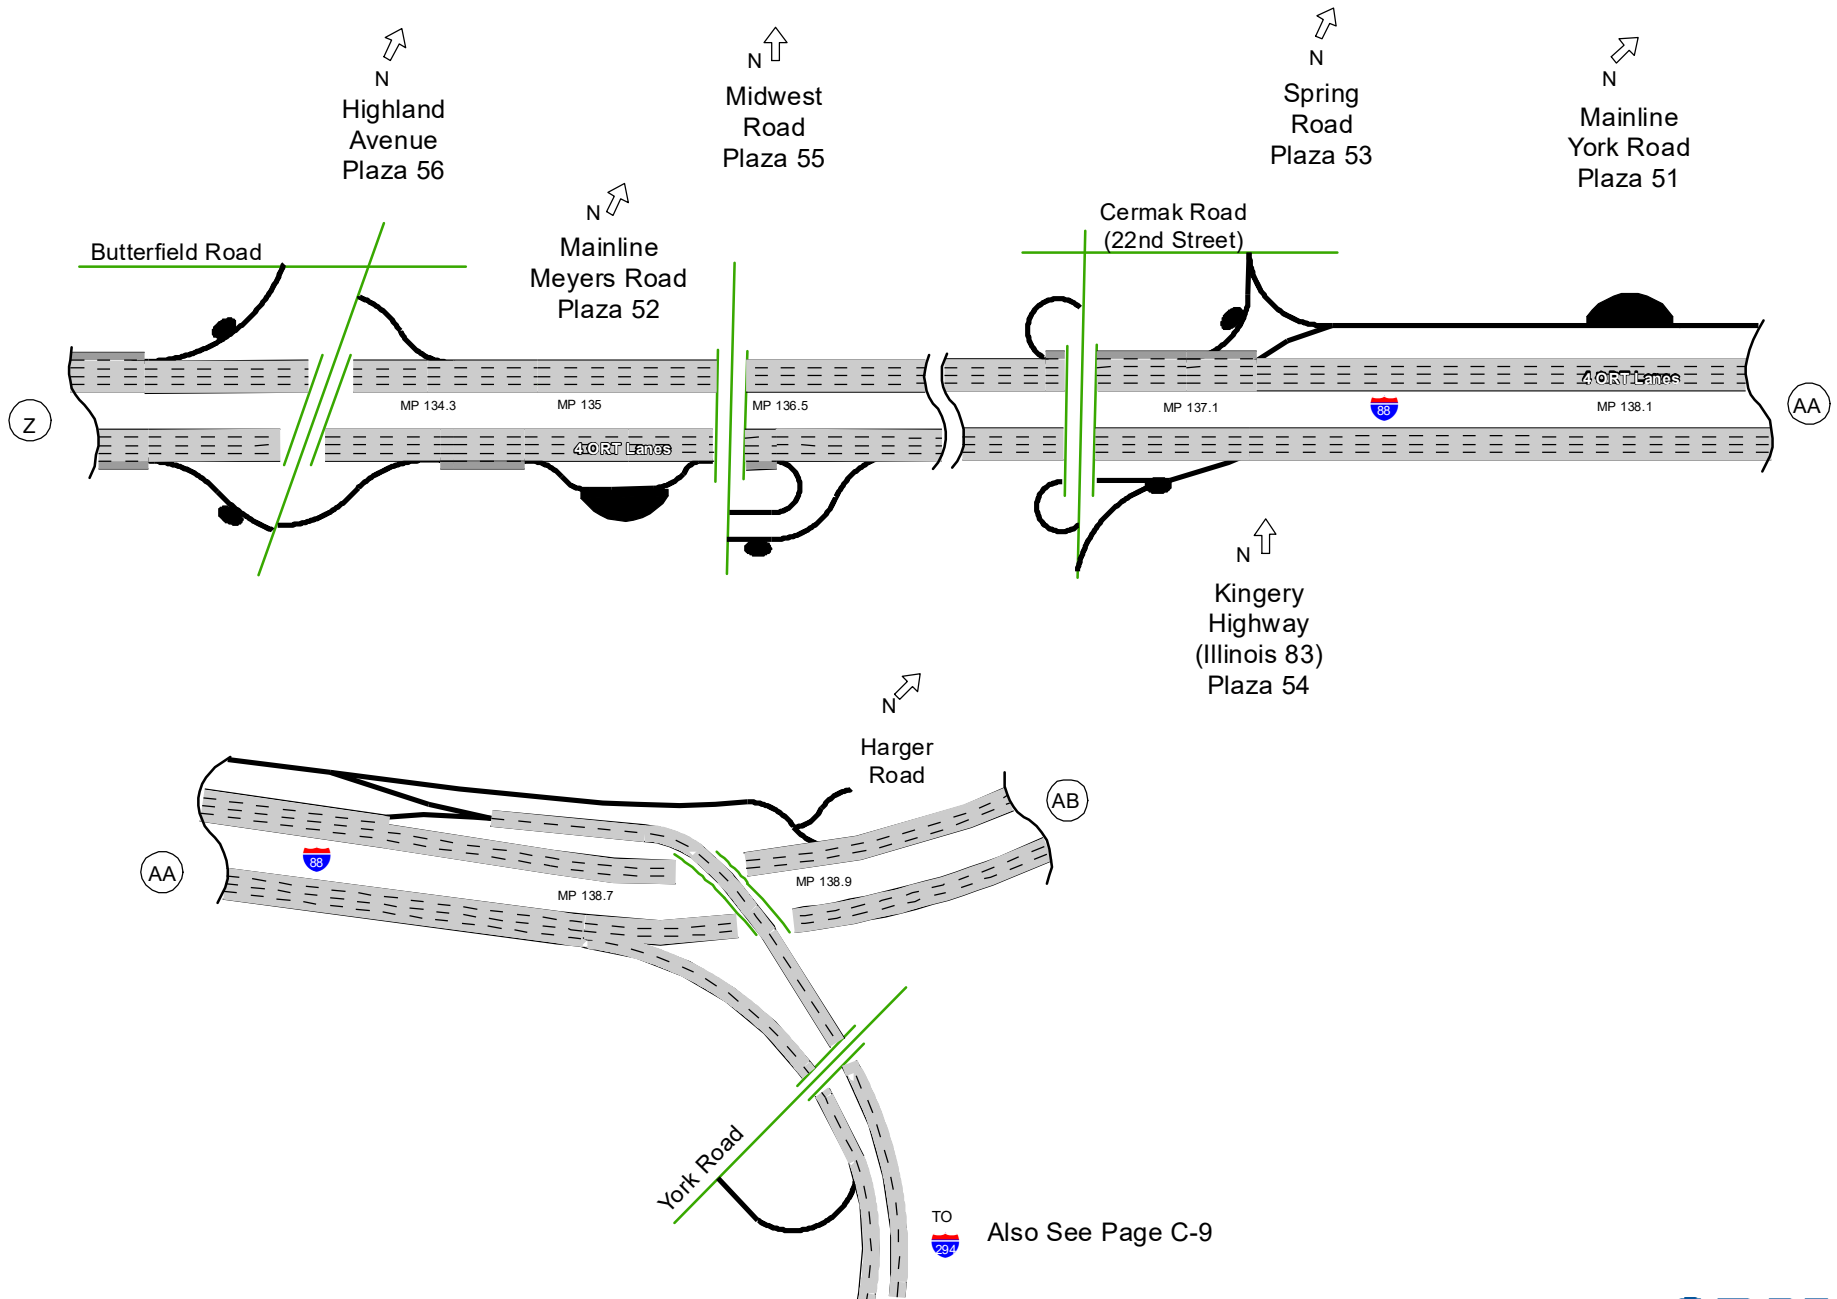 N
Highland
Avenue
Plaza 56
N
Midwest
Road
Plaza 55
N
Spring
Road
Plaza 53
N
Mainline
York Road
Plaza 51
N
Mainline
Meyers Road
Plaza 52
Butterfield Road
Cermak Road
(22nd Street)
4 ORT Lanes
Z
MP 134.3
MP 135
MP 136.5
MP 137.1
88
MP 138.1
AA
4 ORT Lanes
N
Kingery
Highway
(Illinois 83)
Plaza 54
N
Harger
Road
AB
AA
88
MP 138.7
MP 138.9
York Road
TO
294
Also See Page C-9